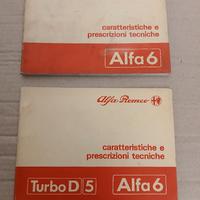 caratteristiche e
prescrizioni tecniche
Alfa 6
Alfa Romeo
caratteristiche e
prescrizioni tecniche
Turbo D 5 Alfa 6